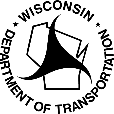 WISCONSIN
DEPARTMENT OF TRANSPORTATION